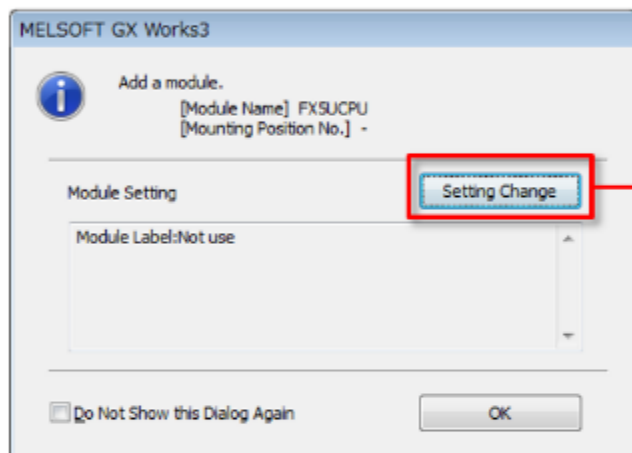 MELSOFT GX Works3
Add a module.
[Module Name] FX5UCPU
[Mounting Position No.] -
Module Setting
Setting Change
Module Label:Not use
Do Not Show this Dialog Again
OK